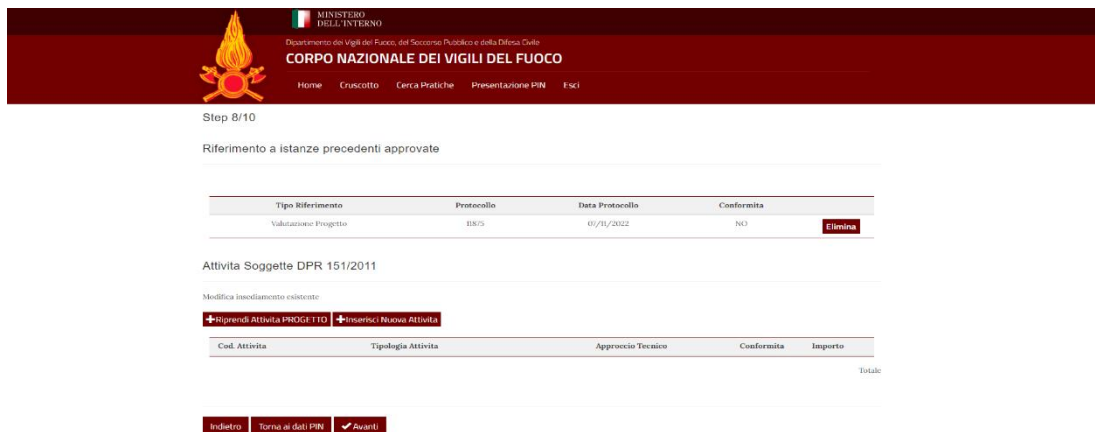 MINISTERO
DELL'INTERNO
Dipartimento dei Vigili del Fuoco, del Soccorso Pubblico e della Difesa Civile
CORPO NAZIONALE DEI VIGILI DEL FUOCO
Home Cruscotto Cerca Pratiche Presentazione PIN Esci
Step 8/10
Riferimento a istanze precedenti approvate
Tipo Riferimento Protocollo Data Protocollo Conformita
Valutazione Progetto 11875 07/11/2022 NO Elimina
Attivita Soggette DPR 151/2011
Modifica insediamento esistente
Riprendi Attivita PROGETTO Inserisci Nuova Attivita
Cod. Attivita Tipologia Attivita Approccio Tecnico Conformita Importo
Totale
Indietro Torna ai dati PIN Avanti